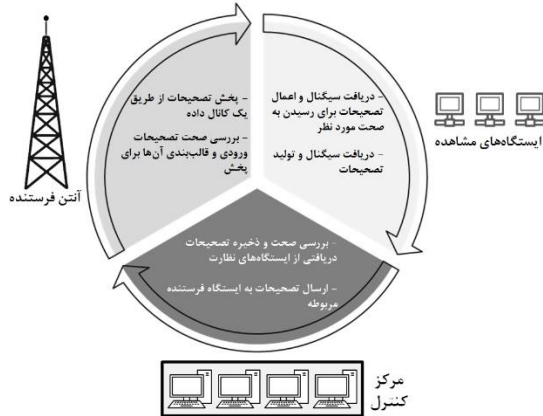 - پخش تصحیحات از طریق
یک کانال داده
- بررسی صحت تصحیحات
ورودی و قالب‌بندی آن‌ها برای
پخش
- دریافت سیگنال و اعمال
تصحیحات برای رسیدن به
صحت مورد نظر
- دریافت سیگنال و تولید
تصحیحات
ایستگاه‌های مشاهده
آنتن فرستنده
- بررسی صحت و ذخیره تصحیحات
دریافتی از ایستگاه‌های نظارت
- ارسال تصحیحات به ایستگاه فرستنده
مربوطه
مرکز
کنترل